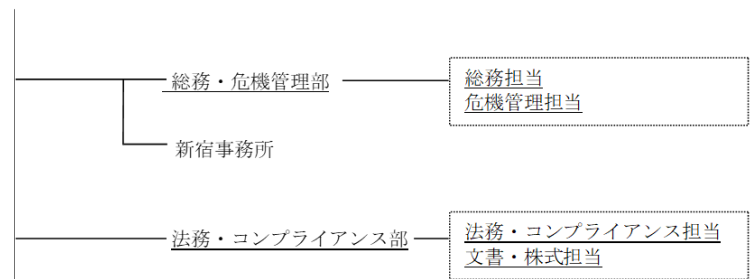 総務・危機管理部
総務担当
危機管理担当
新宿事務所
法務・コンプライアンス部
法務・コンプライアンス担当
文書・株式担当